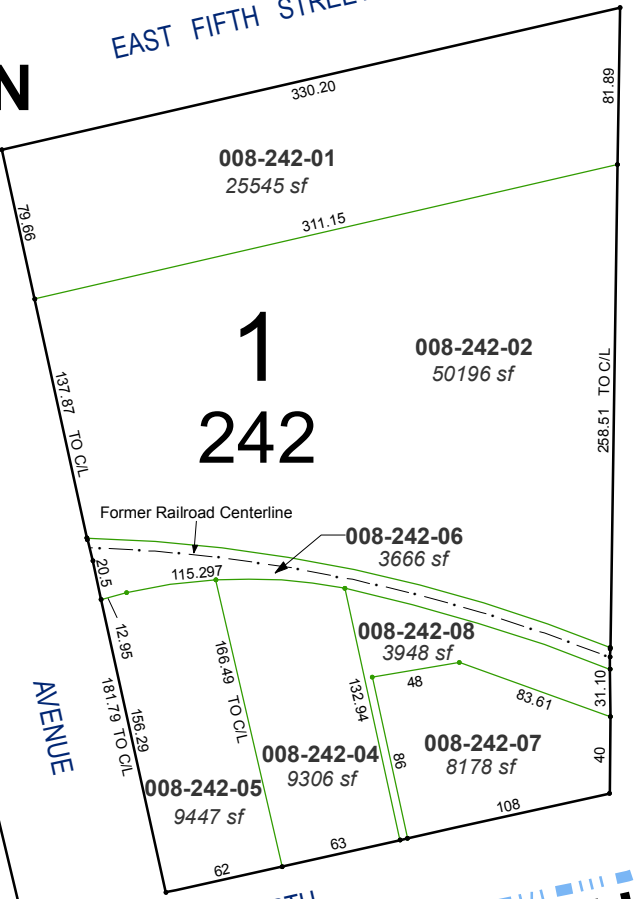 EAST FIFTH STREET
N
330.20
81.89
008-242-01
25545 sf
79.66
311.15
1
242
008-242-02
50196 sf
137.87 TO C/L
258.51 TO C/L
Former Railroad Centerline
008-242-06
3666 sf
20.5
115.297
12.95
008-242-08
3948 sf
166.49 TO C/L
132.94
48
83.61
31.10
AVENUE
181.79 TO C/L
156.29
008-242-04
9306 sf
86
008-242-07
8178 sf
40
008-242-05
9447 sf
62
63
108